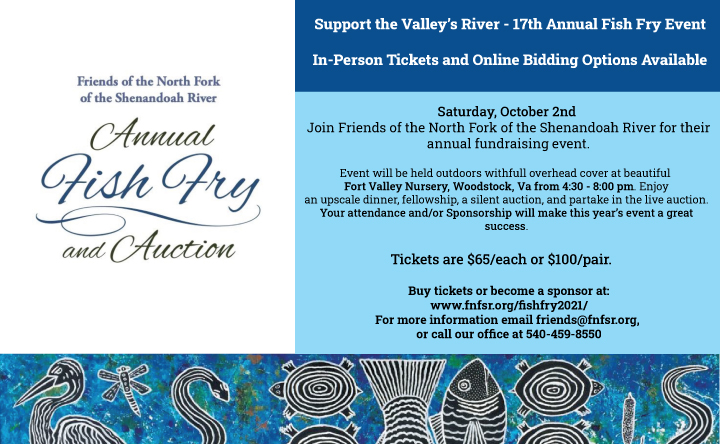 Friends of the North Fork
of the Shenandoah River
Annual
Fish Fry
and Auction
Support the Valley's River - 17th Annual Fish Fry Event
In-Person Tickets and Online Bidding Options Available
Saturday, October 2nd
Join Friends of the North Fork of the Shenandoah River for their
annual fundraising event.
Event will be held outdoors withfull overhead cover at beautiful
Fort Valley Nursery, Woodstock, Va from 4:30 - 8:00 pm. Enjoy
an upscale dinner, fellowship, a silent auction, and partake in the live auction.
Your attendance and/or Sponsorship will make this year's event a great
success.
Tickets are $65/each or $100/pair.
Buy tickets or become a sponsor at:
www.fnfsr.org/fishfry2021/
For more information email friends@fnfsr.org,
or call our office at 540-459-8550